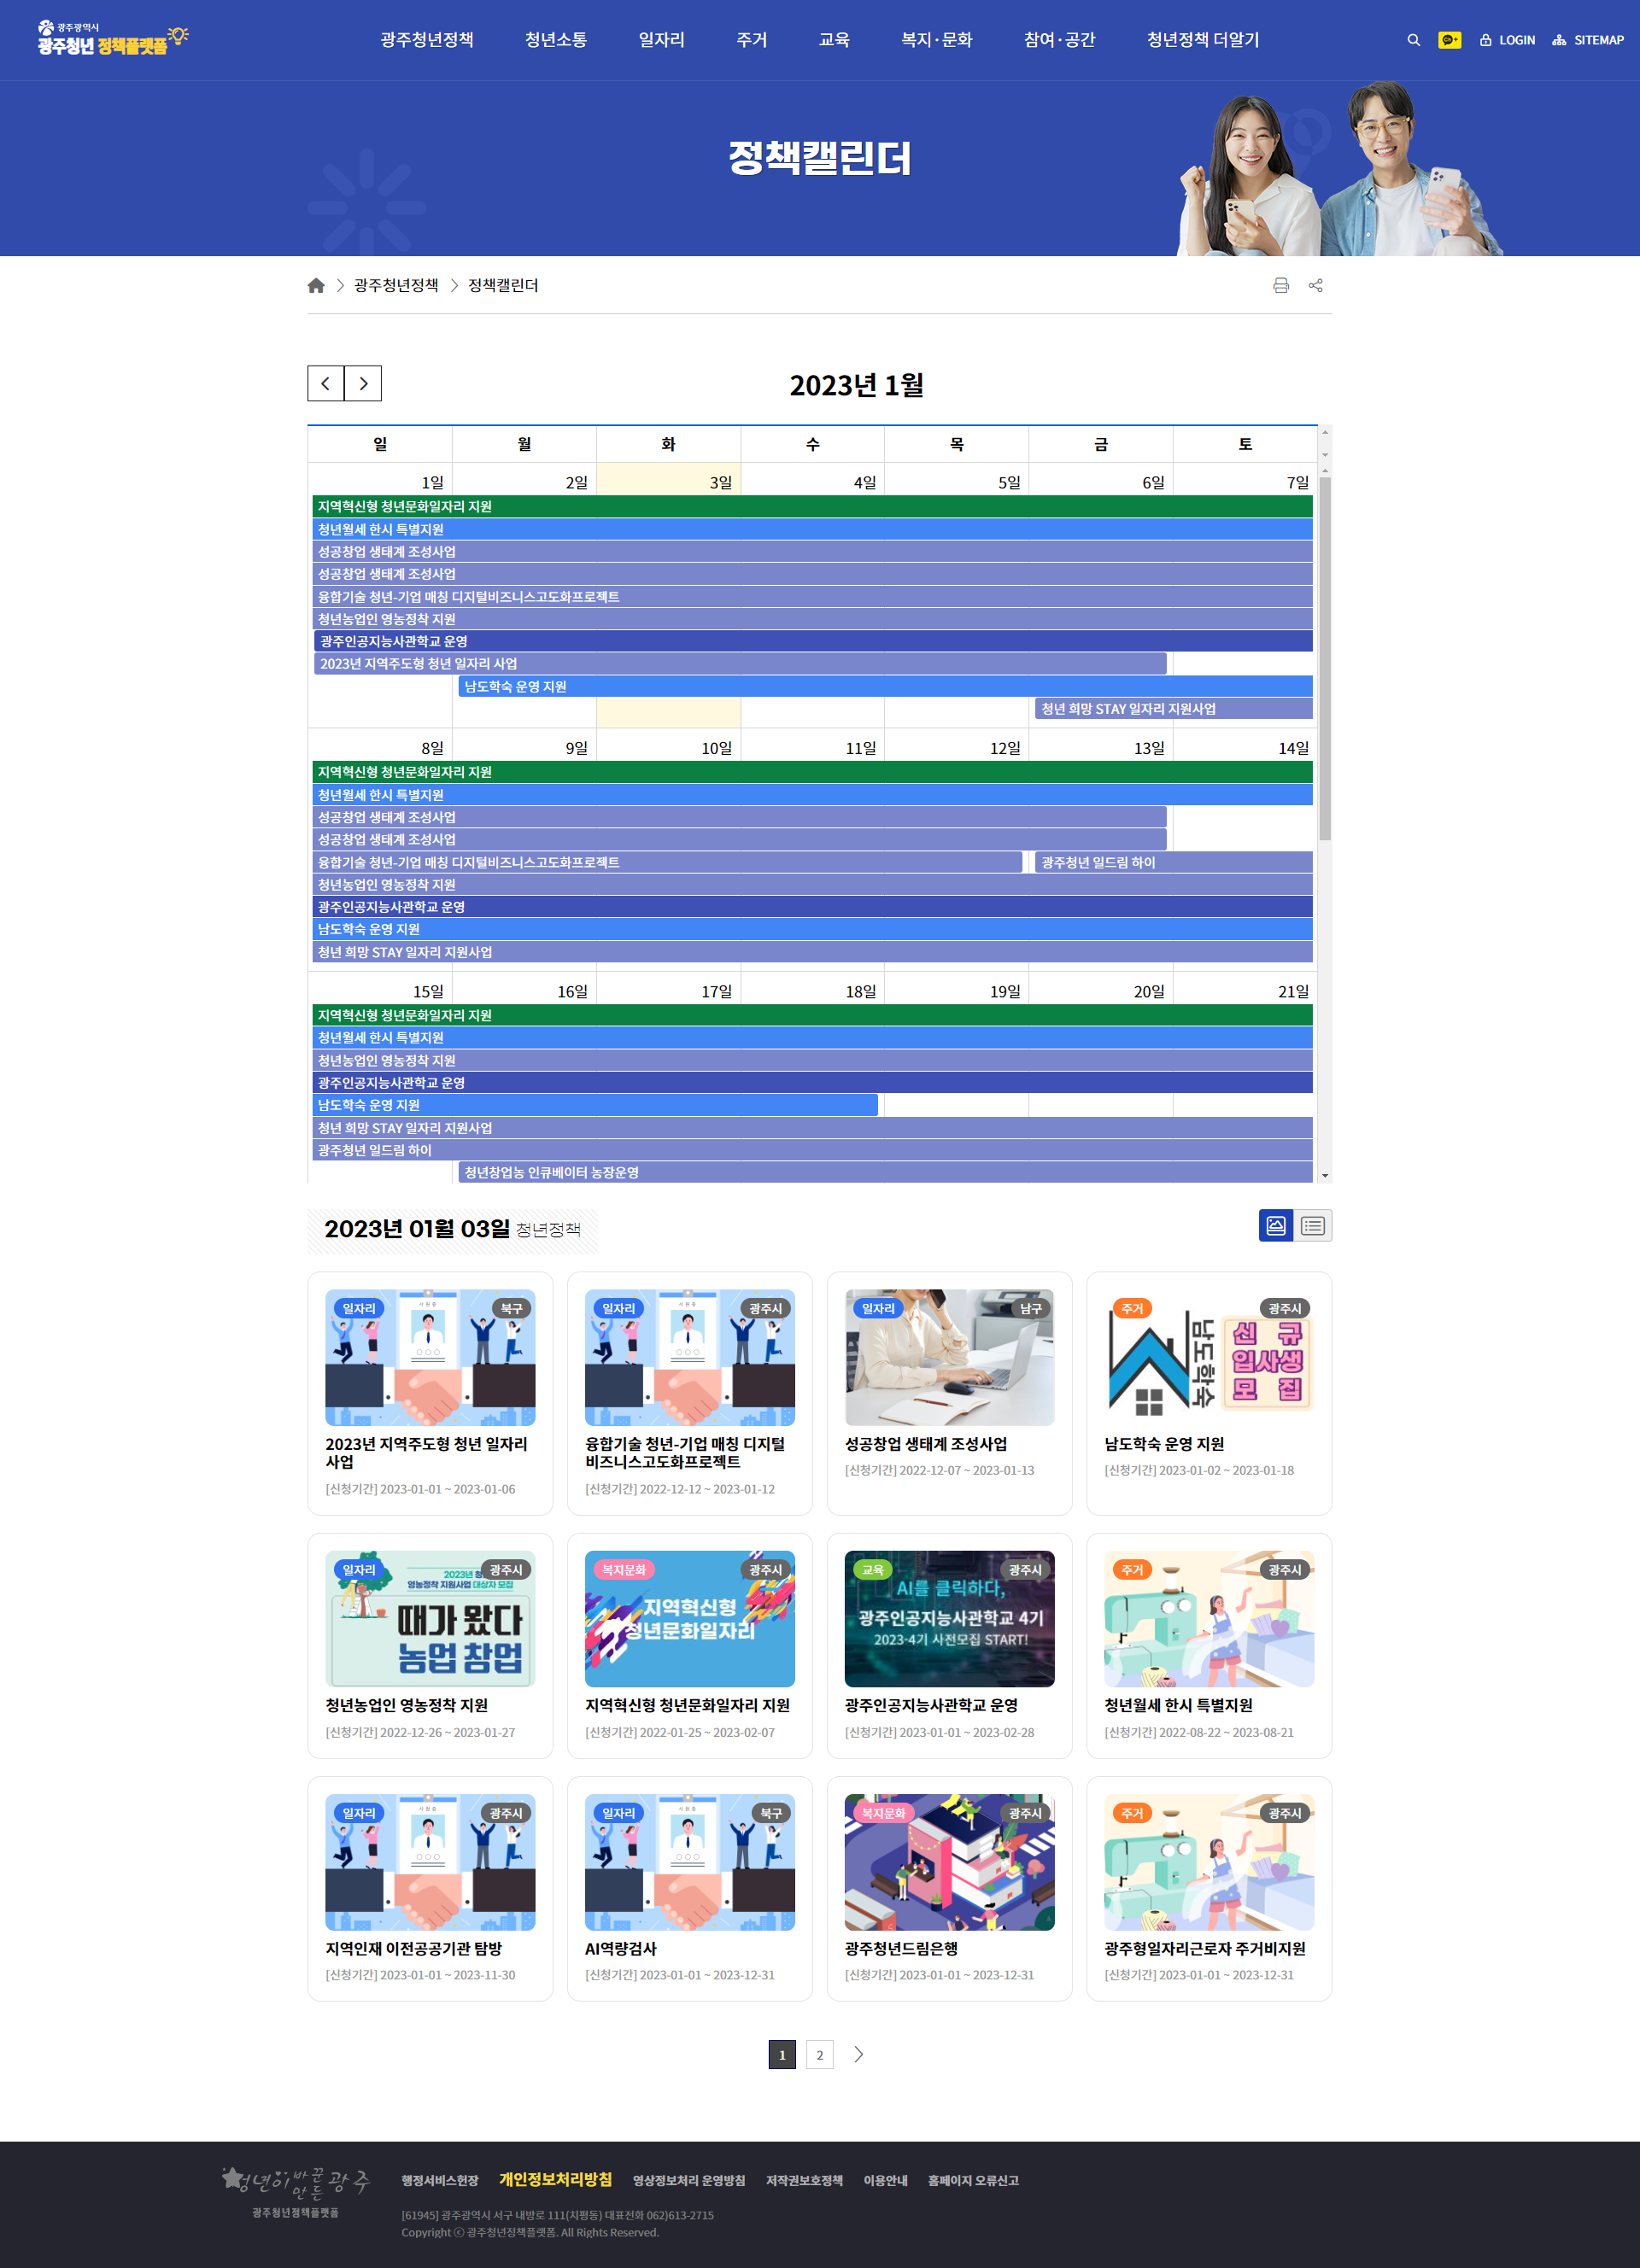 광주광역시
광주청년 정책플랫폼
광주청년정책 청년소통 일자리 주거 교육 복지·문화 참여·공간 청년정책 더알기
LOGIN SITEMAP
정책캘린더
광주청년정책 정책캘린더
2023년 1월
일 월 화 수 목 금 토
1일 2일 3일 4일 5일 6일 7일
지역혁신형 청년문화일자리 지원
청년월세 한시 특별지원
성공창업 생태계 조성사업
성공창업 생태계 조성사업
융합기술 청년-기업 매칭 디지털비즈니스고도화프로젝트
청년농업인 영농정착 지원
광주인공지능사관학교 운영
2023년 지역주도형 청년 일자리 사업
남도학숙 운영 지원
청년 희망 STAY 일자리 지원사업
8일 9일 10일 11일 12일 13일 14일
지역혁신형 청년문화일자리 지원
청년월세 한시 특별지원
성공창업 생태계 조성사업
성공창업 생태계 조성사업
융합기술 청년-기업 매칭 디지털비즈니스고도화프로젝트 광주청년 일드림 하이
청년농업인 영농정착 지원
광주인공지능사관학교 운영
남도학숙 운영 지원
청년 희망 STAY 일자리 지원사업
15일 16일 17일 18일 19일 20일 21일
지역혁신형 청년문화일자리 지원
청년월세 한시 특별지원
청년농업인 영농정착 지원
광주인공지능사관학교 운영
남도학숙 운영 지원
청년 희망 STAY 일자리 지원사업
광주청년 일드림 하이
청년창업농 인큐베이터 농장운영
2023년 01월 03일 청년정책
일자리 북구
2023년 지역주도형 청년 일자리
사업
[신청기간] 2023-01-01 ~ 2023-01-06
일자리 광주시
융합기술 청년-기업 매칭 디지털
비즈니스고도화프로젝트
[신청기간] 2022-12-12 ~ 2023-01-12
일자리 남구
성공창업 생태계 조성사업
[신청기간] 2022-12-07 ~ 2023-01-13
주거 광주시
남도학숙
신규
입사생
모집
남도학숙 운영 지원
[신청기간] 2023-01-02 ~ 2023-01-18
일자리 광주시
2023년
영농정착 지원사업 대상자 모집
때가 왔다
농업 창업
청년농업인 영농정착 지원
[신청기간] 2022-12-26 ~ 2023-01-27
복지문화 광주시
지역혁신형
청년문화일자리
지역혁신형 청년문화일자리 지원
[신청기간] 2022-01-25 ~ 2023-02-07
교육 광주시
AI를 클릭하다,
광주인공지능사관학교 4기
2023-4기 사전모집 START!
광주인공지능사관학교 운영
[신청기간] 2023-01-01 ~ 2023-02-28
주거 광주시
청년월세 한시 특별지원
[신청기간] 2022-08-22 ~ 2023-08-21
일자리 광주시
지역인재 이전공공기관 탐방
[신청기간] 2023-01-01 ~ 2023-11-30
일자리 북구
AI역량검사
[신청기간] 2023-01-01 ~ 2023-12-31
복지문화 광주시
광주청년드림은행
[신청기간] 2023-01-01 ~ 2023-12-31
주거 광주시
광주형일자리근로자 주거비지원
[신청기간] 2023-01-01 ~ 2023-12-31
1 2
청년이 바꾼 만든 광주
광주청년정책플랫폼
행정서비스헌장 개인정보처리방침 영상정보처리 운영방침 저작권보호정책 이용안내 홈페이지 오류신고
[61945] 광주광역시 서구 내방로 111(치평동) 대표전화 062)613-2715
Copyright ⓒ 광주청년정책플랫폼. All Rights Reserved.